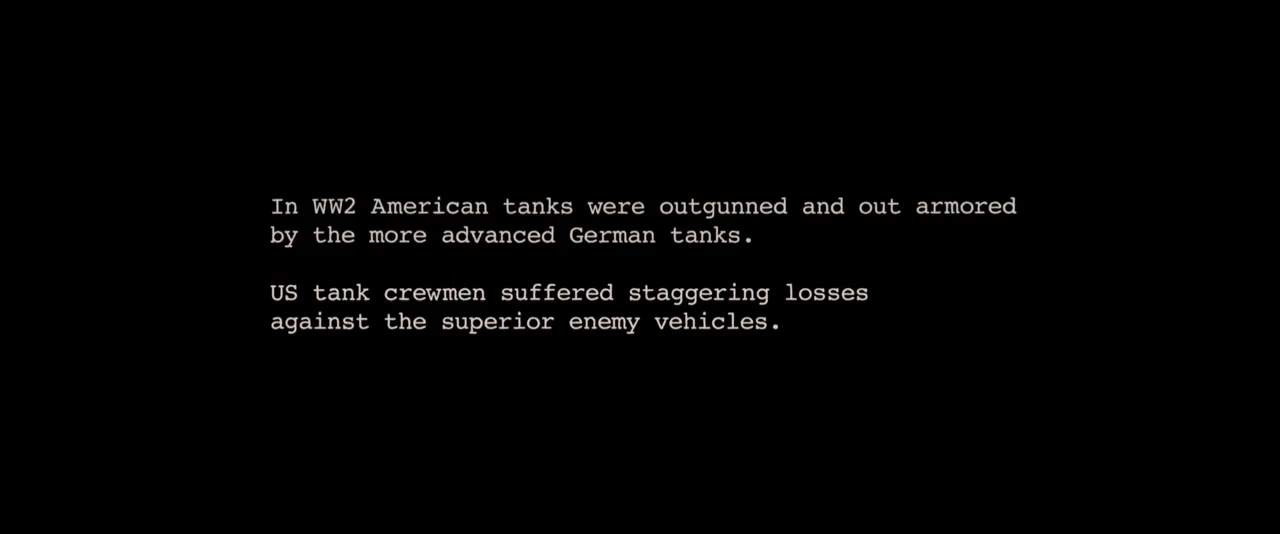 In WW2 American tanks were outgunned and out armored
by the more advanced German tanks.
US tank crewmen suffered staggering losses
against the superior enemy vehicles.